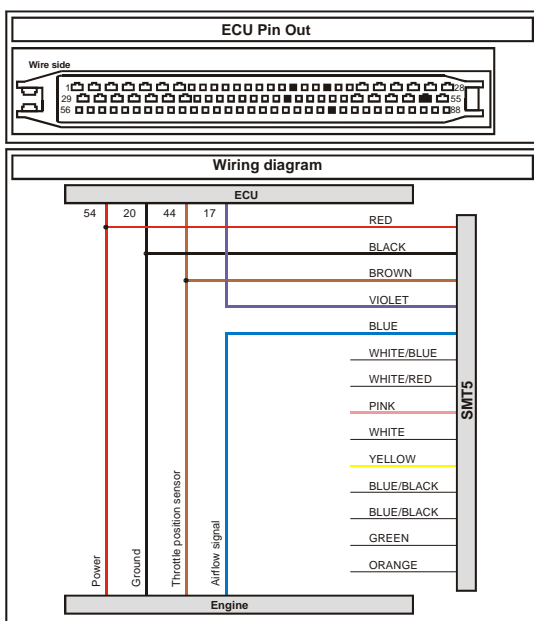 ECU Pin Out
Wire side
1 28
29 55
56 88
Wiring diagram
ECU
54 20 44 17
RED
BLACK
BROWN
VIOLET
BLUE
WHITE/BLUE
WHITE/RED
PINK
WHITE
YELLOW
BLUE/BLACK
BLUE/BLACK
GREEN
ORANGE
SMT5
Power
Ground
Throttle position sensor
Airflow signal
Engine